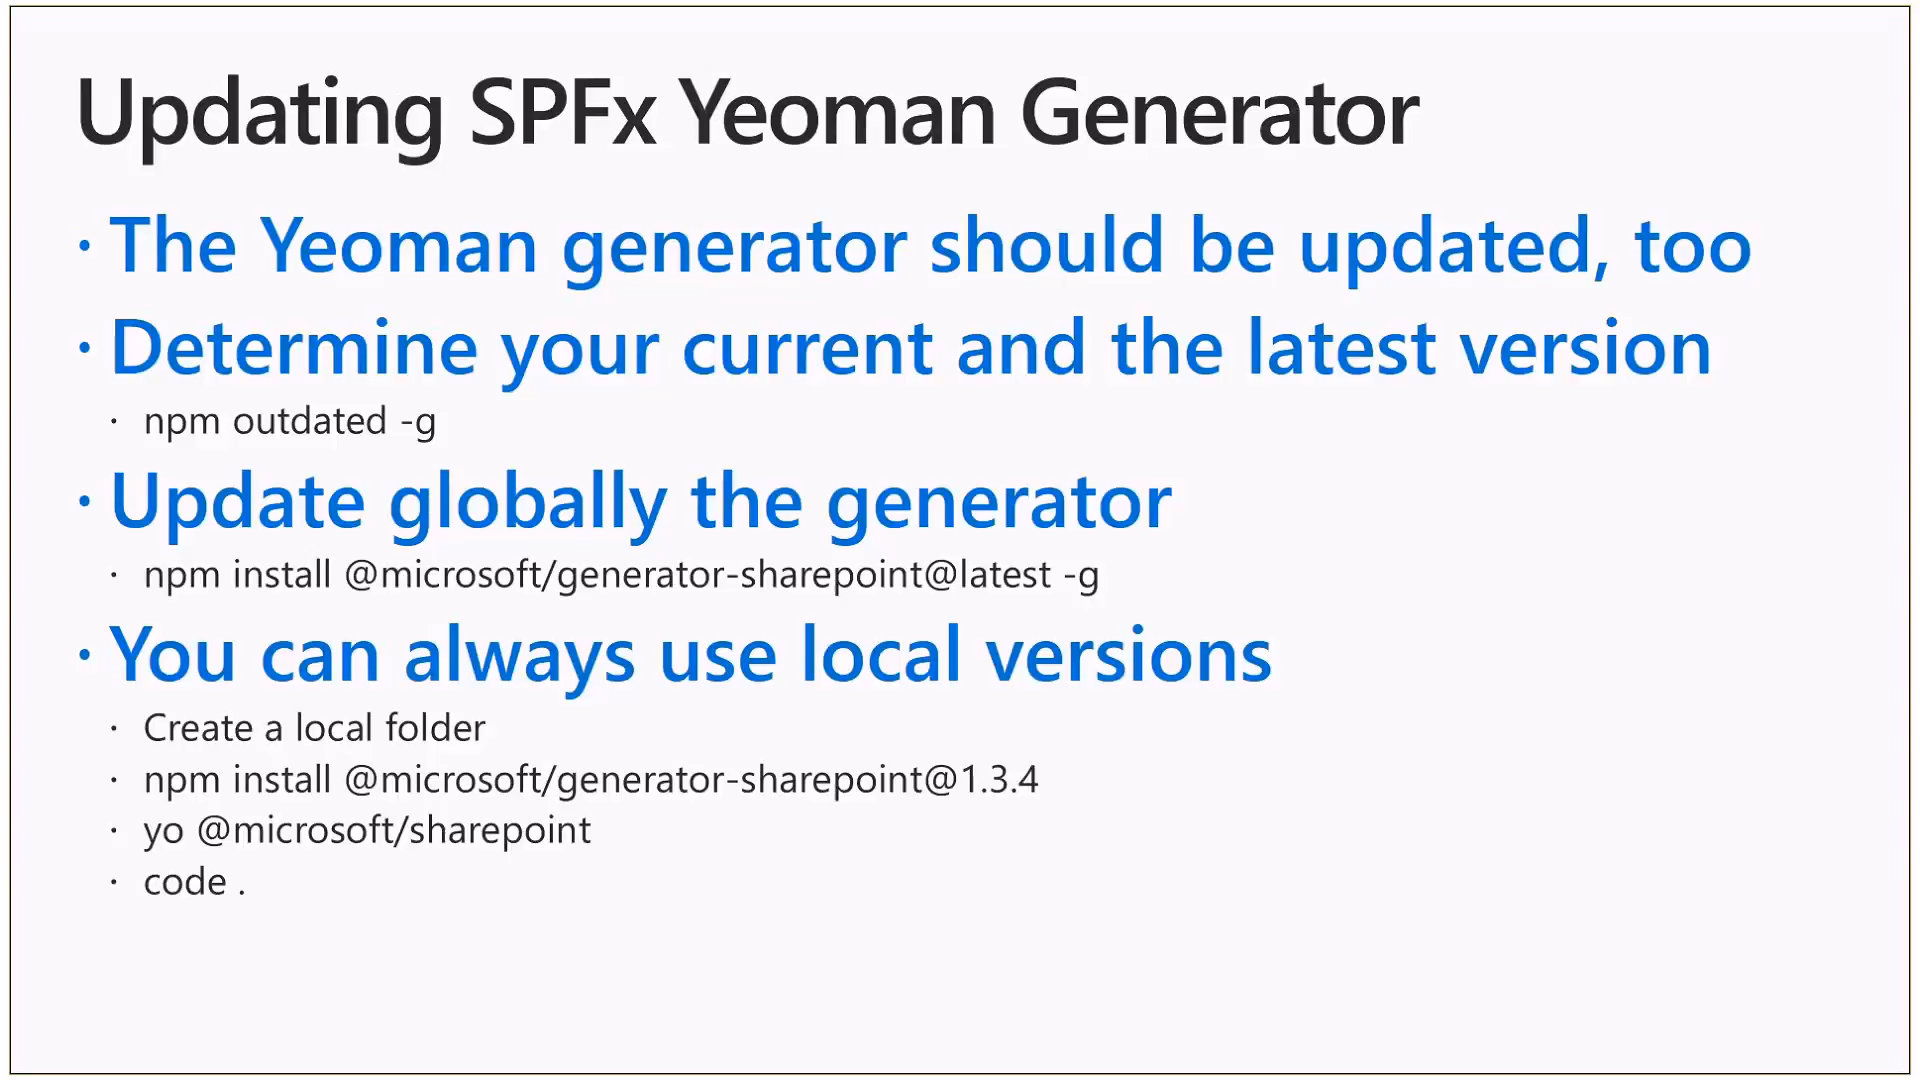 Updating SPFx Yeoman Generator
· The Yeoman generator should be updated, too
· Determine your current and the latest version
· npm outdated -g
· Update globally the generator
· npm install @microsoft/generator-sharepoint@latest -g
· You can always use local versions
· Create a local folder
· npm install @microsoft/generator-sharepoint@1.3.4
· yo @microsoft/sharepoint
· code .